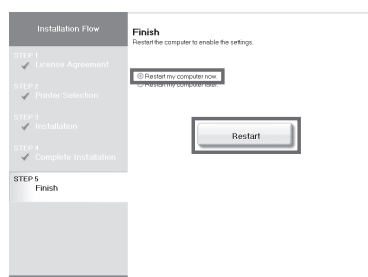 Installation Flow
STEP 1
License Agreement
STEP 2
Printer Selection
STEP 3
Installation
STEP 4
Complete Installation
STEP 5
Finish
Finish
Restart the computer to enable the settings.
Restart my computer now.
Restart my computer later.
Restart